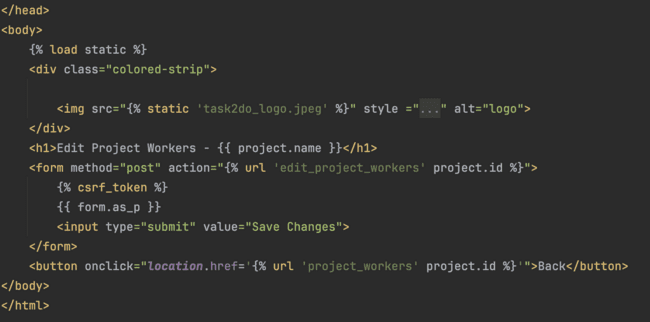 </head>
<body>
{% load static %}
<div class="colored-strip">
<img src="{% static 'task2do_logo.jpeg' %}" style ="..." alt="logo">
</div>
<h1>Edit Project Workers - {{ project.name }}</h1>
<form method="post" action="{% url 'edit_project_workers' project.id %}">
{% csrf_token %}
{{ form.as_p }}
<input type="submit" value="Save Changes">
</form>
<button onclick="location.href='{% url 'project_workers' project.id %}'">Back</button>
</body>
</html>